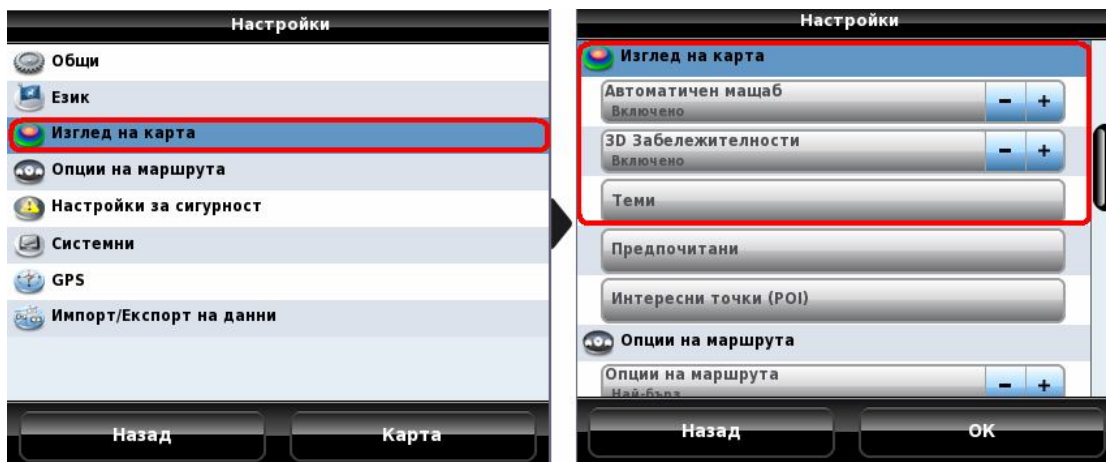 Настройки
Общи
Език
Изглед на карта
Опции на маршрута
Настройки за сигурност
Системни
GPS
Импорт/Експорт на данни
Назад
Карта
Настройки
Изглед на карта
Автоматичен мащаб
Включено
- +
3D Забележителности
Включено
- +
Теми
Предпочитани
Интересни точки (POI)
Опции на маршрута
Опции на маршрута
Най-бърз
- +
Назад
OK